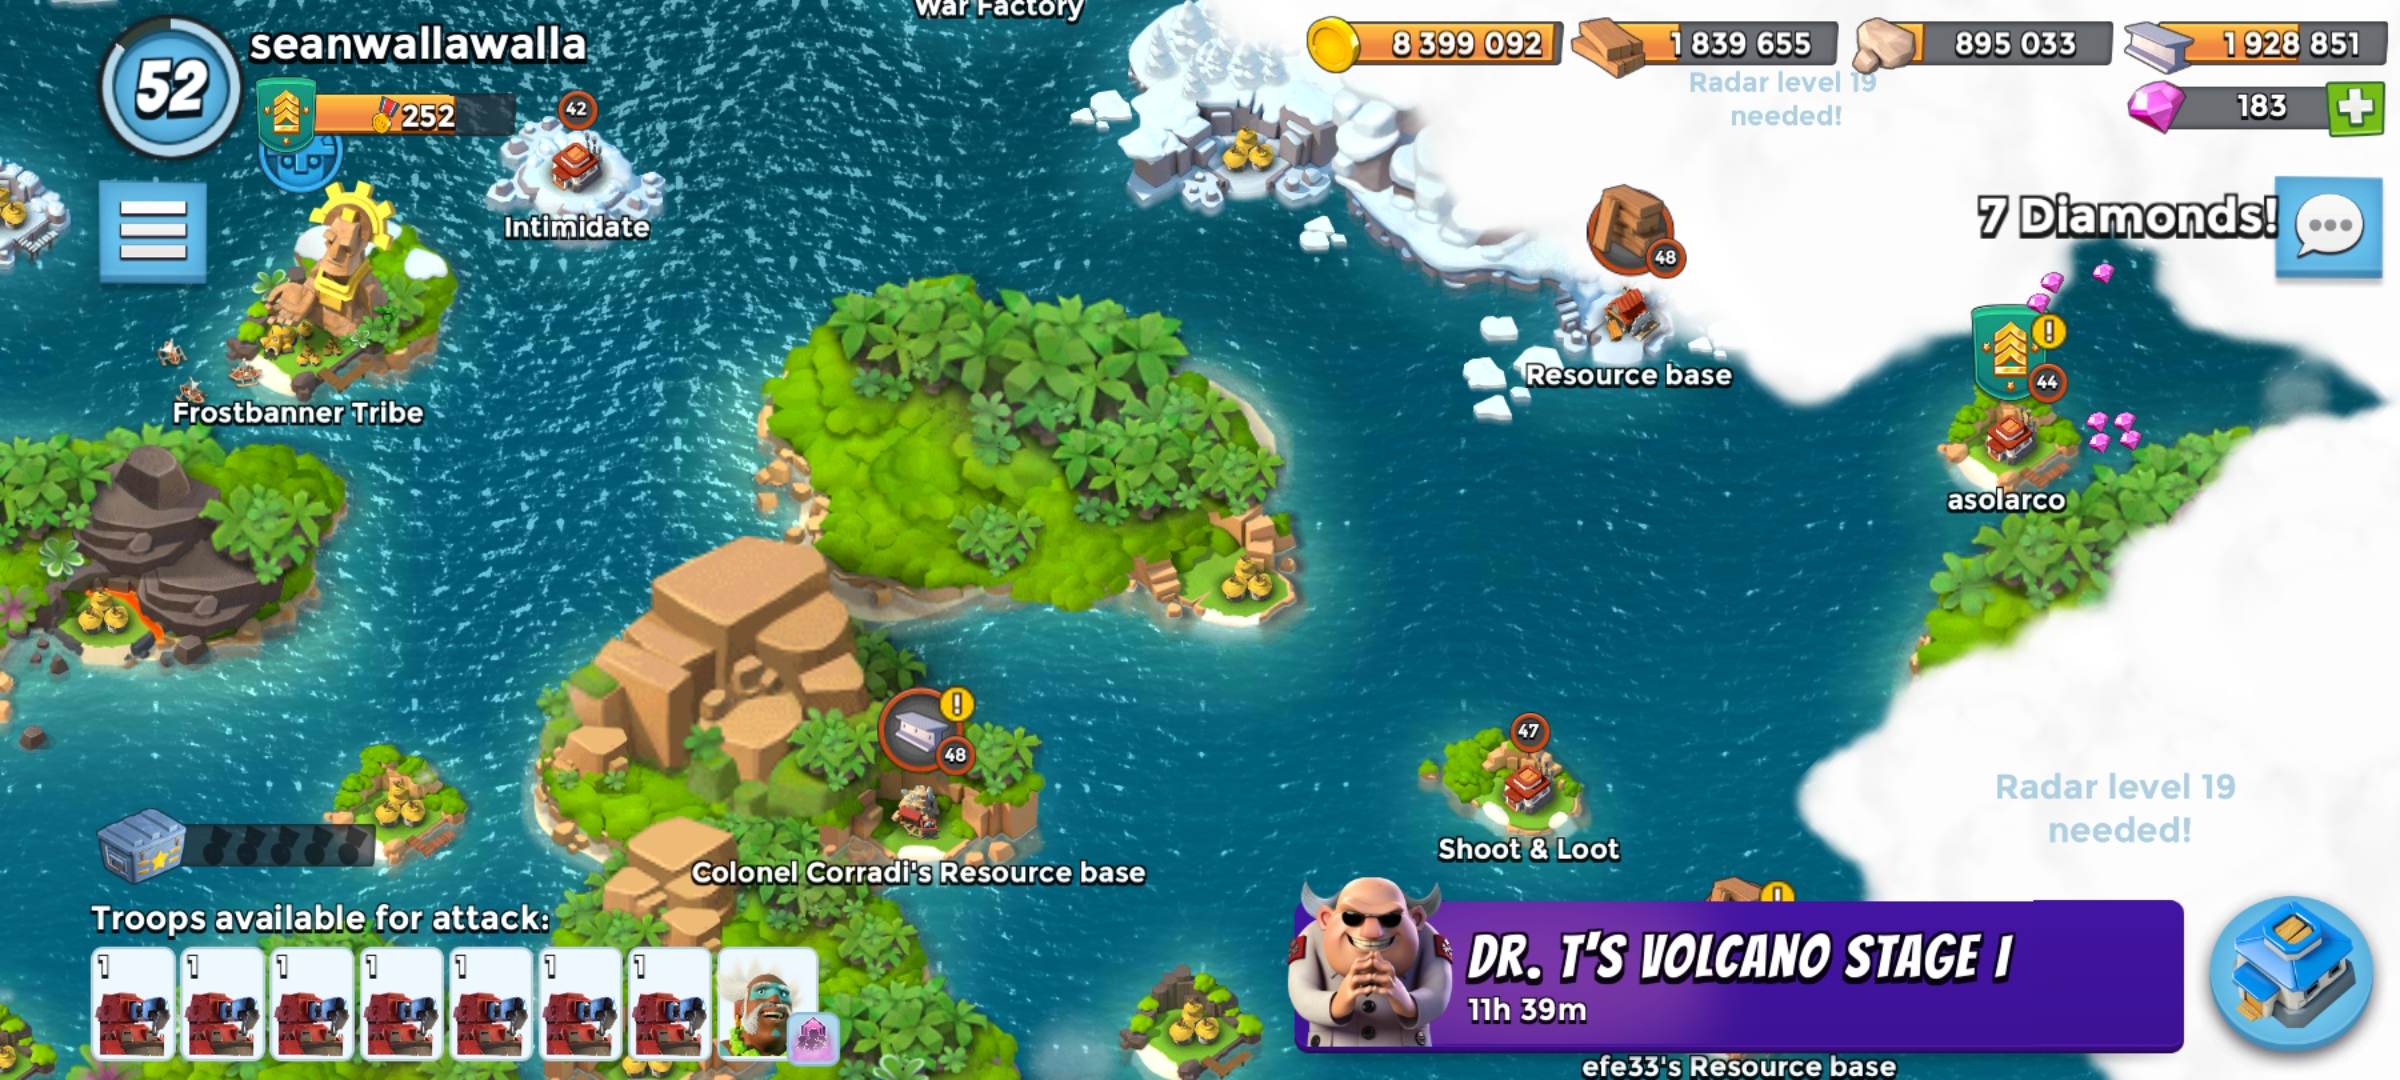 War Factory
52
seanwallawalla
252
8 399 092
1 839 655
895 033
1 928 851
183
Radar level 19
needed!
42
Intimidate
7 Diamonds!
48
Resource base
44
asolarco
Frostbanner Tribe
48
Colonel Corradi's Resource base
47
Shoot & Loot
Radar level 19
needed!
Troops available for attack:
1
1
1
1
1
1
1
DR. T'S VOLCANO STAGE I
11h 39m
efe33's Resource base